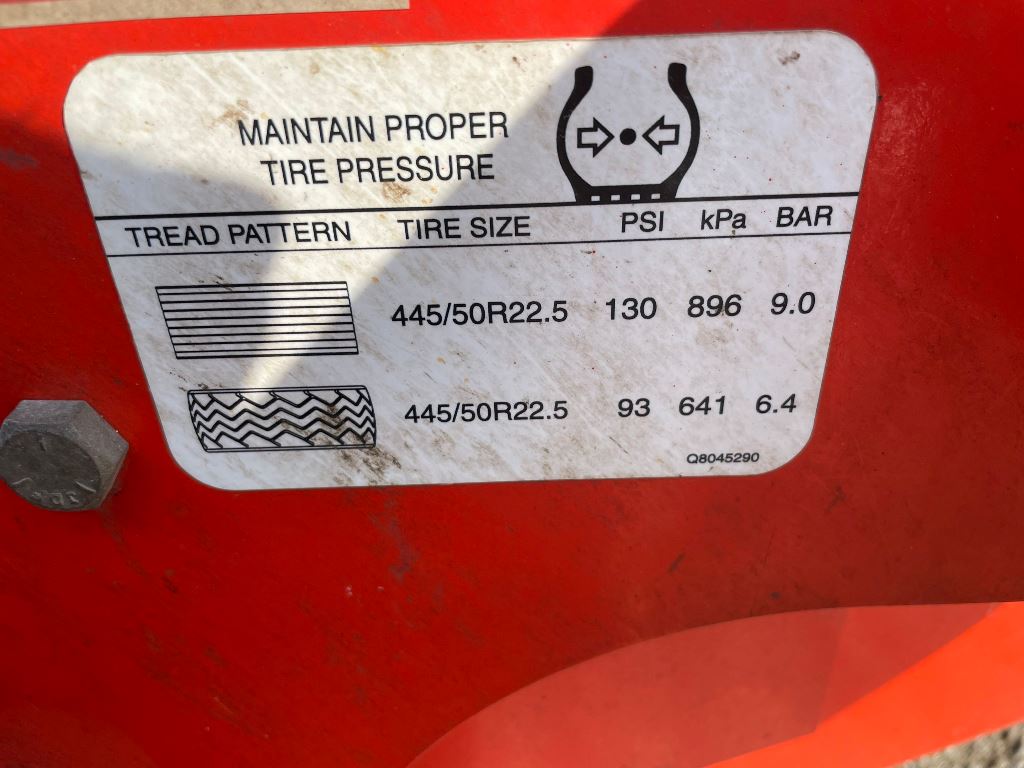 MAINTAIN PROPER
TIRE PRESSURE
TREAD PATTERN TIRE SIZE PSI kPa BAR
445/50R22.5 130 896 9.0
445/50R22.5 93 641 6.4
Q8045290